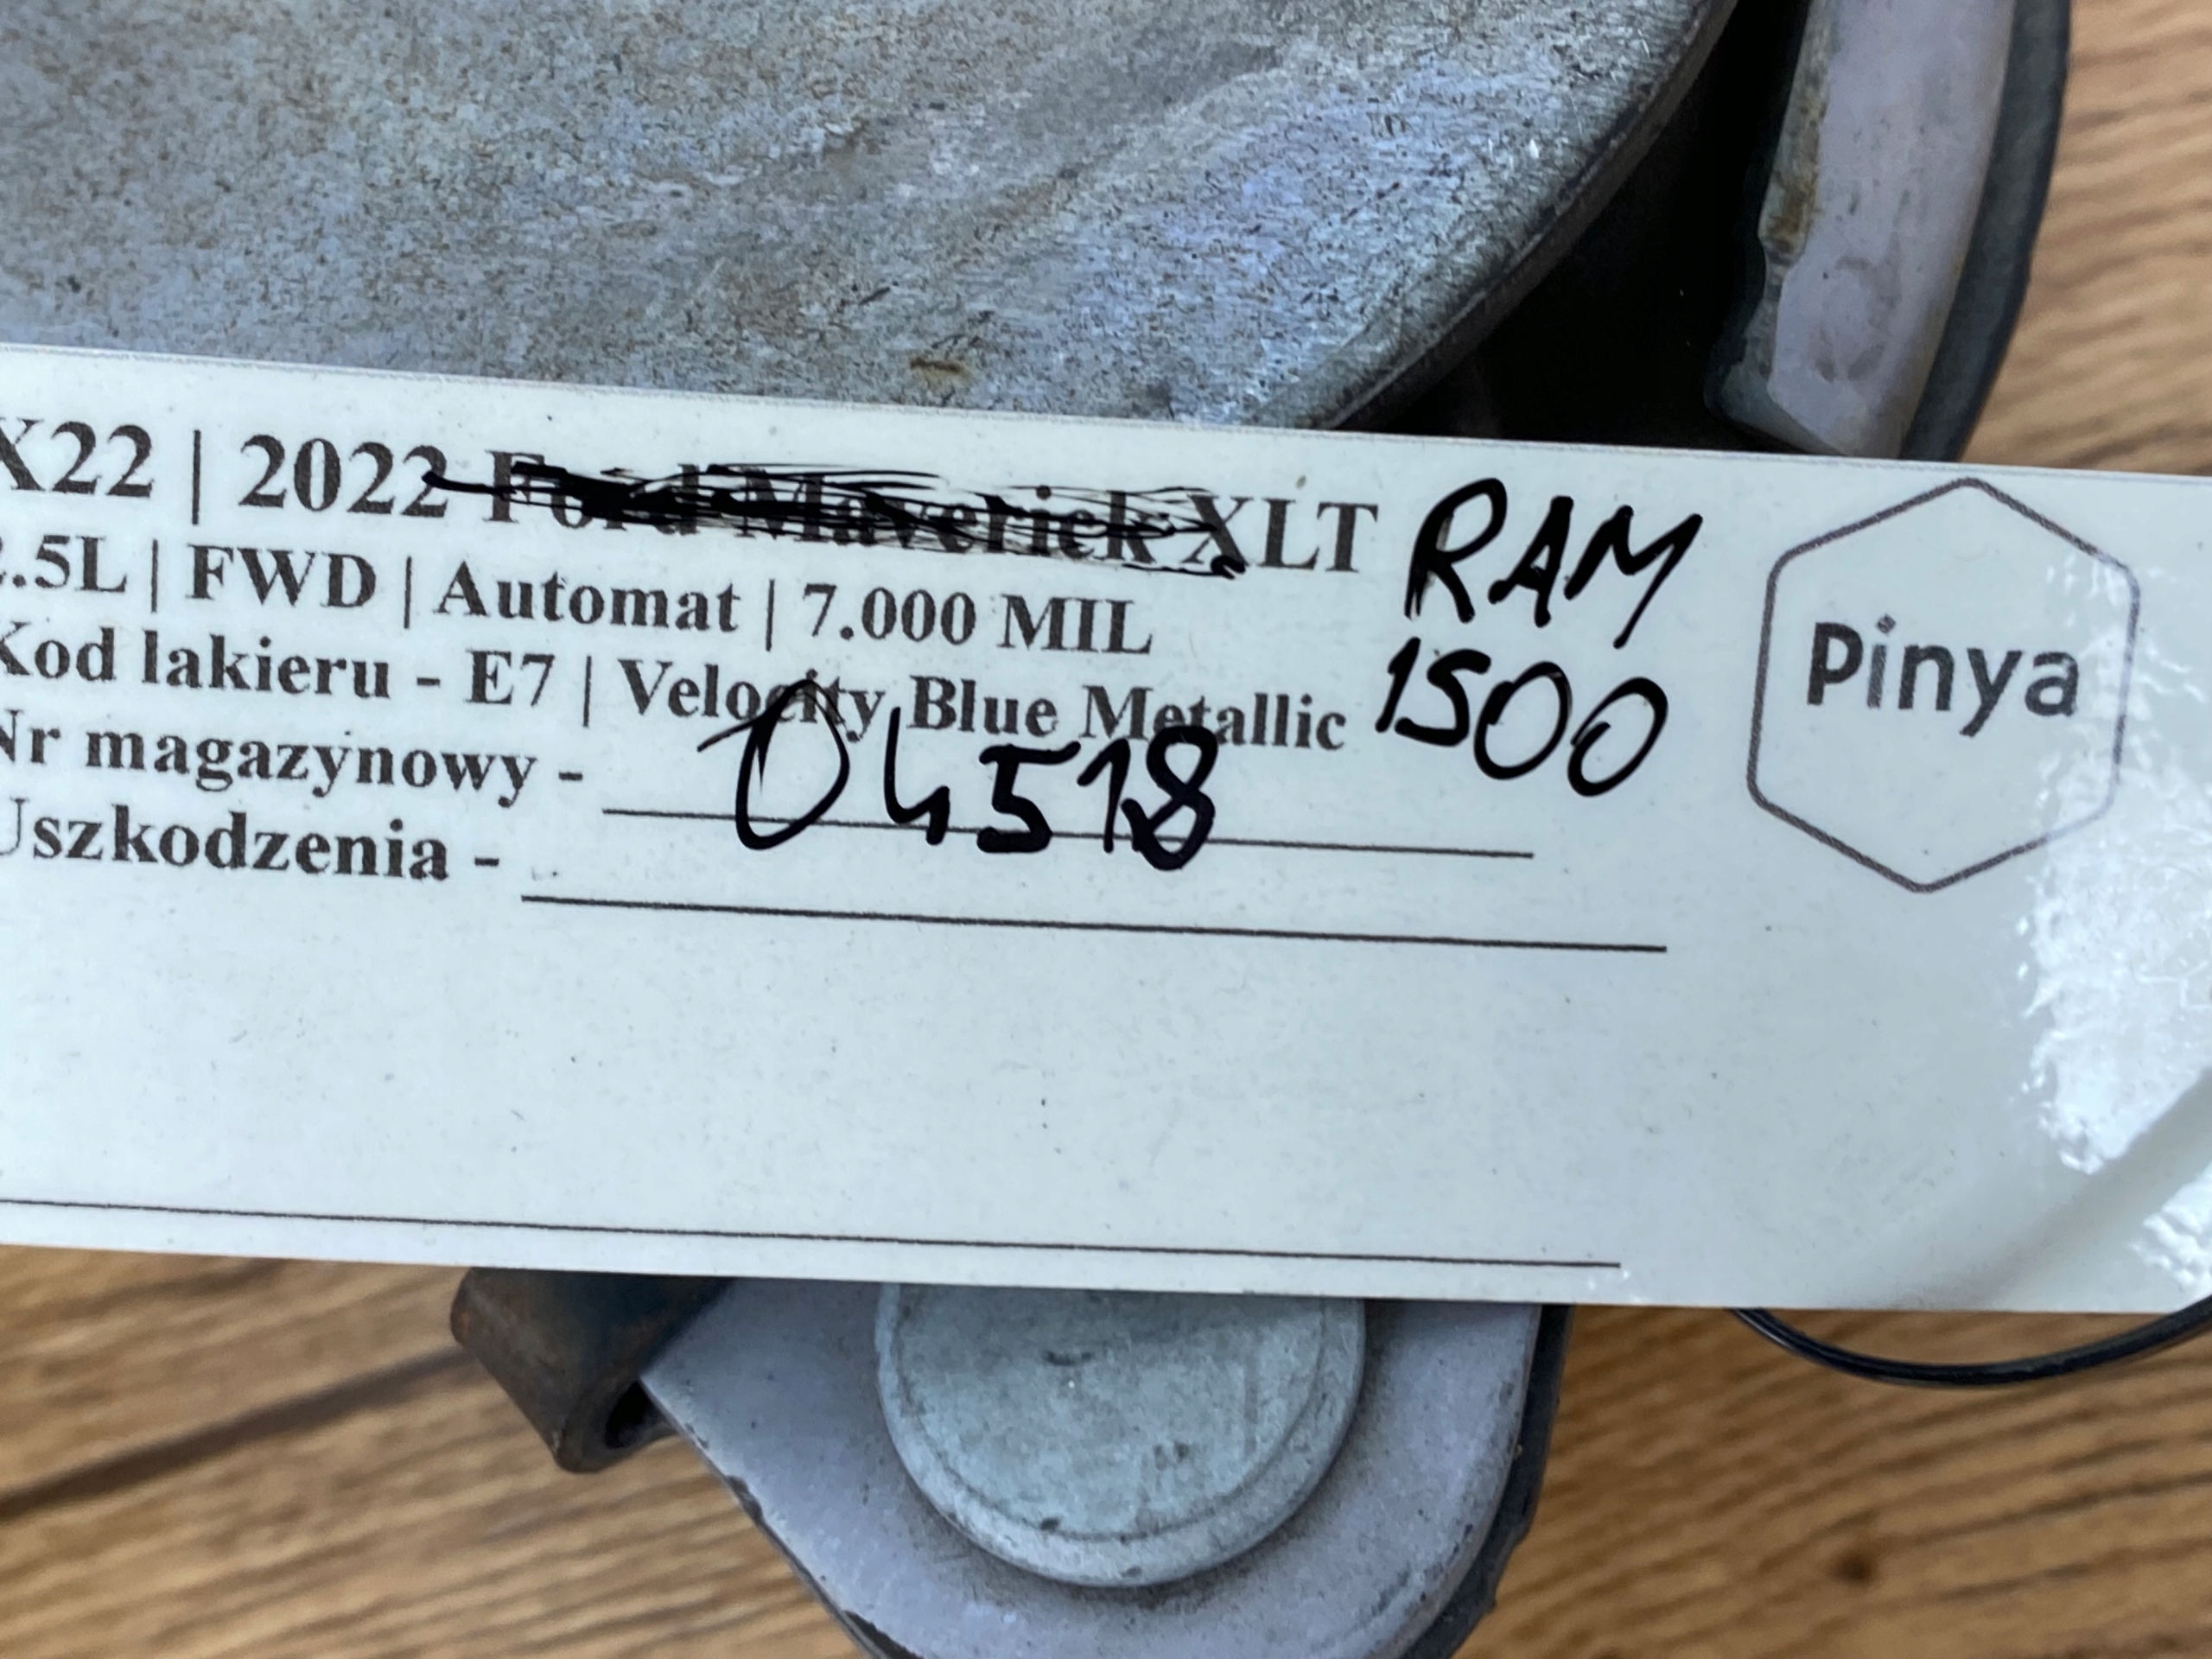 X22 | 2022 Ford Maverick XLT RAM
.5L | FWD | Automat | 7.000 MIL
Kod lakieru - E7 | Velocity Blue Metallic 1500
Nr magazynowy - 04518
Uszkodzenia -
Pinya